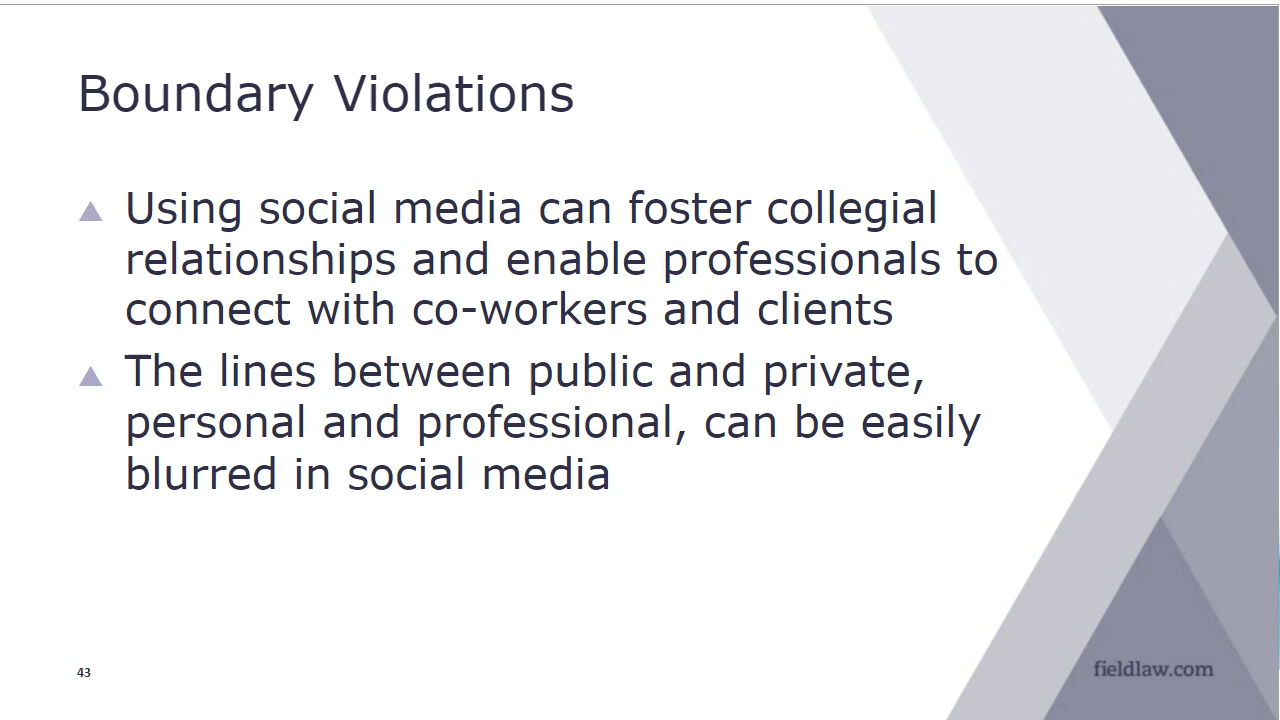 Boundary Violations
Using social media can foster collegial
relationships and enable professionals to
connect with co-workers and clients
The lines between public and private,
personal and professional, can be easily
blurred in social media
43
fieldlaw.com